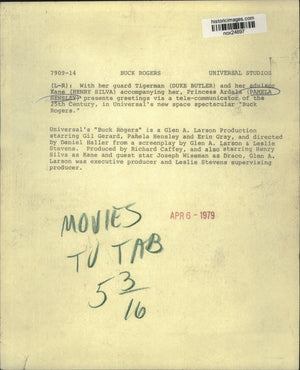 historicimages.com
nox24697
7909-14 BUCK ROGERS UNIVERSAL STUDIOS
(L-R): With her guard Tigerman (DUKE BUTLER) and her advisor
Kane (HENRY SILVA) accompanying her, Princess Ardala (PAMELA
HENSLEY) presents greetings via a tele-communicator of the
25th Century, in Universal's new space spectacular "Buck
Rogers."
Universal's "Buck Rogers" is a Glen A. Larson Production
starring Gil Gerard, PaMela Hensley and Erin Gray, and directed
by Daniel Haller from a screenplay by Glen A. Larson & Leslie
Stevens. Produced by Richard Caffey, and also starring Henry
Silva as Kane and guest star Joseph Wiseman as Draco, Glen A.
Larson was executive producer and Leslie Stevens supervising
producer.
MOVIES
APR 6 - 1979
TV TAB
5 3/16